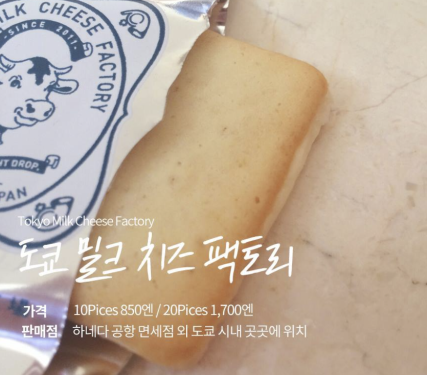 MILK CHEESE FACTORY
-SINCE 2011-
HT DROP.
PAN
Tokyo Milk Cheese Factory
도쿄 밀크 치즈 팩토리
가격 10Pices 850엔 / 20Pices 1,700엔
판매점 하네다 공항 면세점 외 도쿄 시내 곳곳에 위치